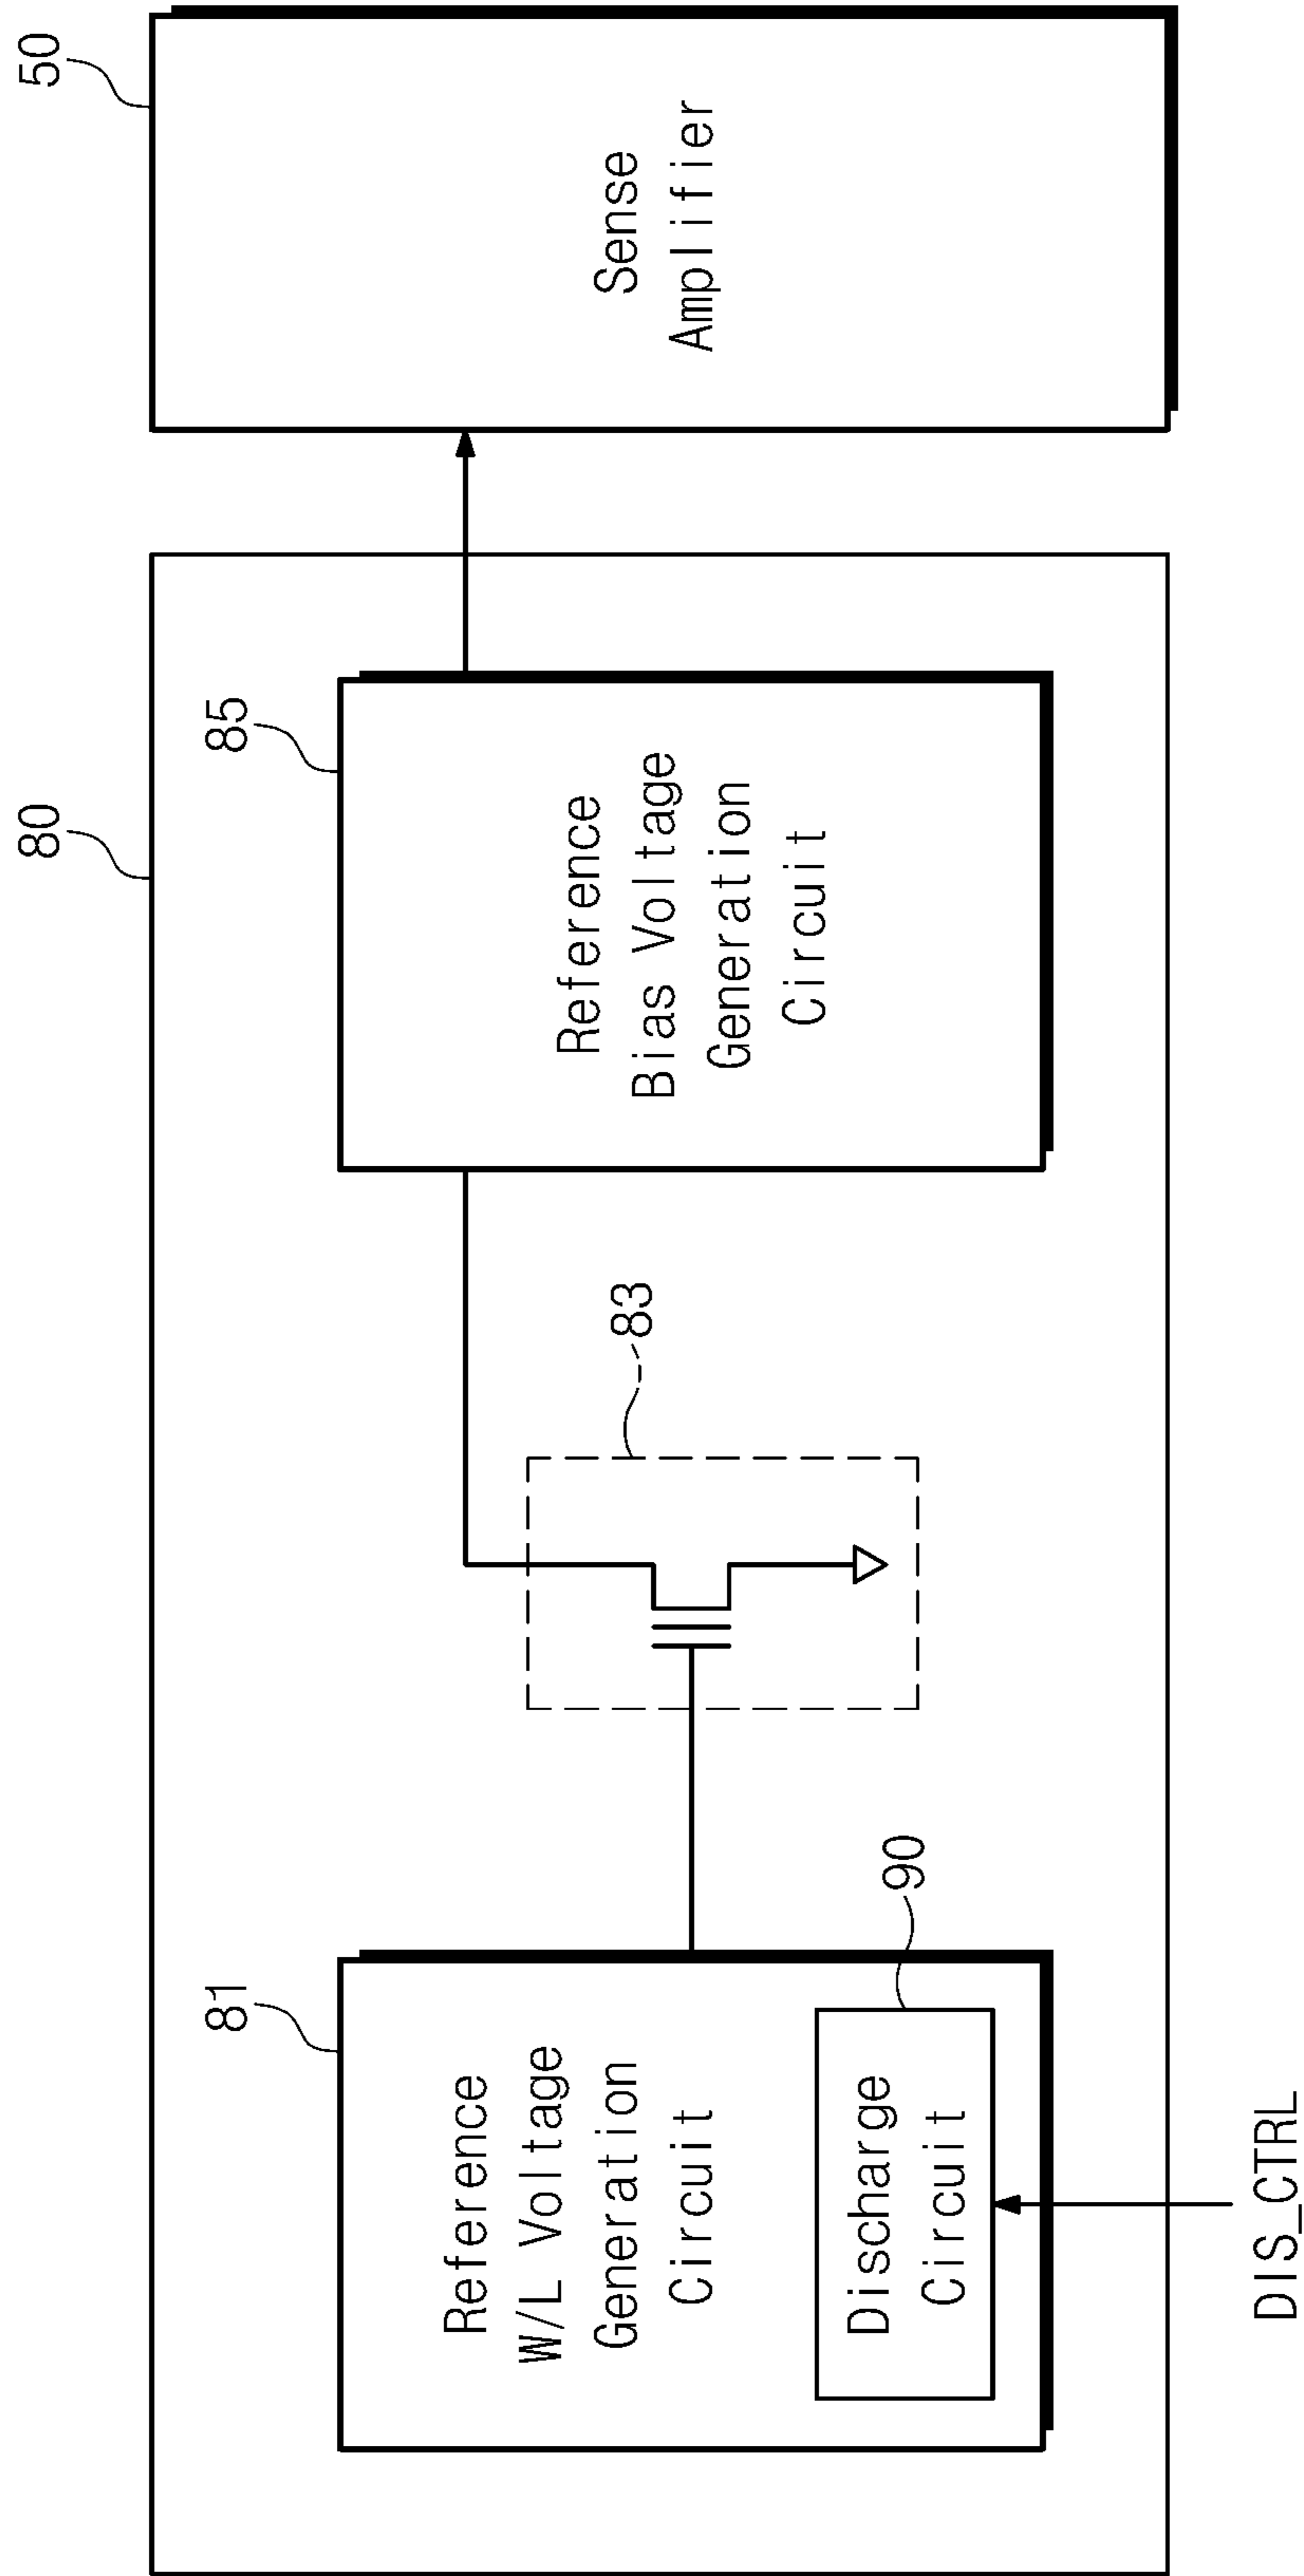 80
50
81
85
Reference
W/L Voltage
Generation
Circuit
83
Reference
Bias Voltage
Generation
Circuit
Sense
Amplifier
90
Discharge
Circuit
DIS_CTRL